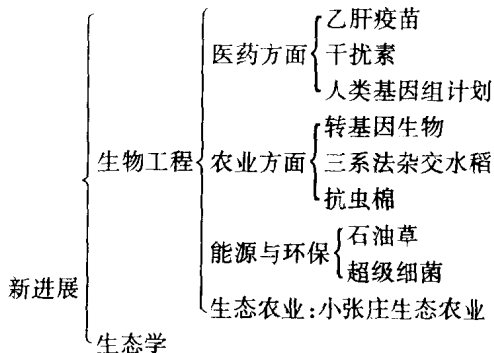 乙肝疫苗
医药方面
干扰素
人类基因组计划
转基因生物
生物工程
农业方面
三系法杂交水稻
抗虫棉
石油草
能源与环保
超级细菌
新进展
生态农业:小张庄生态农业
生态学